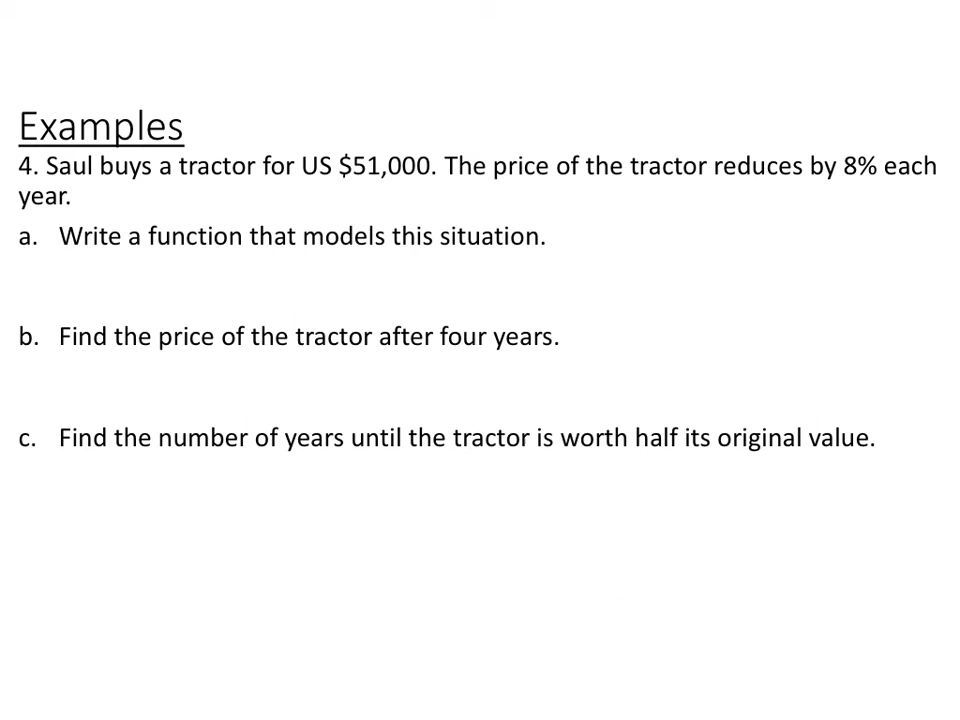 Examples
4. Saul buys a tractor for US $51,000. The price of the tractor reduces by 8% each
year.
a. Write a function that models this situation.
b. Find the price of the tractor after four years.
c. Find the number of years until the tractor is worth half its original value.